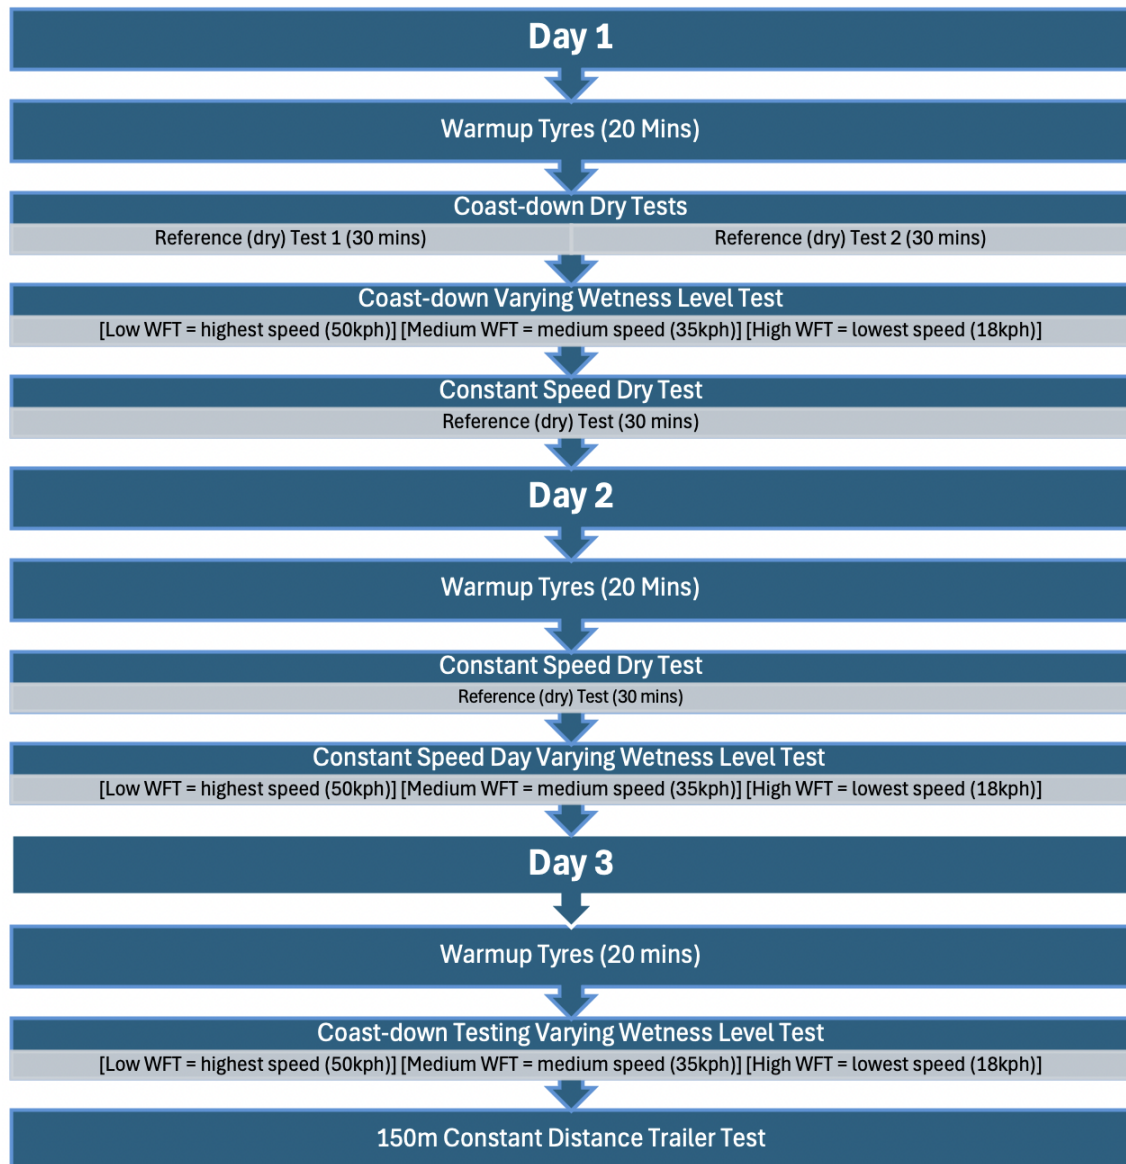 Day 1
Warmup Tyres (20 Mins)
Coast-down Dry Tests
Reference (dry) Test 1 (30 mins)
Reference (dry) Test 2 (30 mins)
Coast-down Varying Wetness Level Test
[Low WFT = highest speed (50kph)] [Medium WFT = medium speed (35kph)] [High WFT = lowest speed (18kph)]
Constant Speed Dry Test
Reference (dry) Test (30 mins)
Day 2
Warmup Tyres (20 Mins)
Constant Speed Dry Test
Reference (dry) Test (30 mins)
Constant Speed Day Varying Wetness Level Test
[Low WFT = highest speed (50kph)] [Medium WFT = medium speed (35kph)] [High WFT = lowest speed (18kph)]
Day 3
Warmup Tyres (20 mins)
Coast-down Testing Varying Wetness Level Test
[Low WFT = highest speed (50kph)] [Medium WFT = medium speed (35kph)] [High WFT = lowest speed (18kph)]
150m Constant Distance Trailer Test